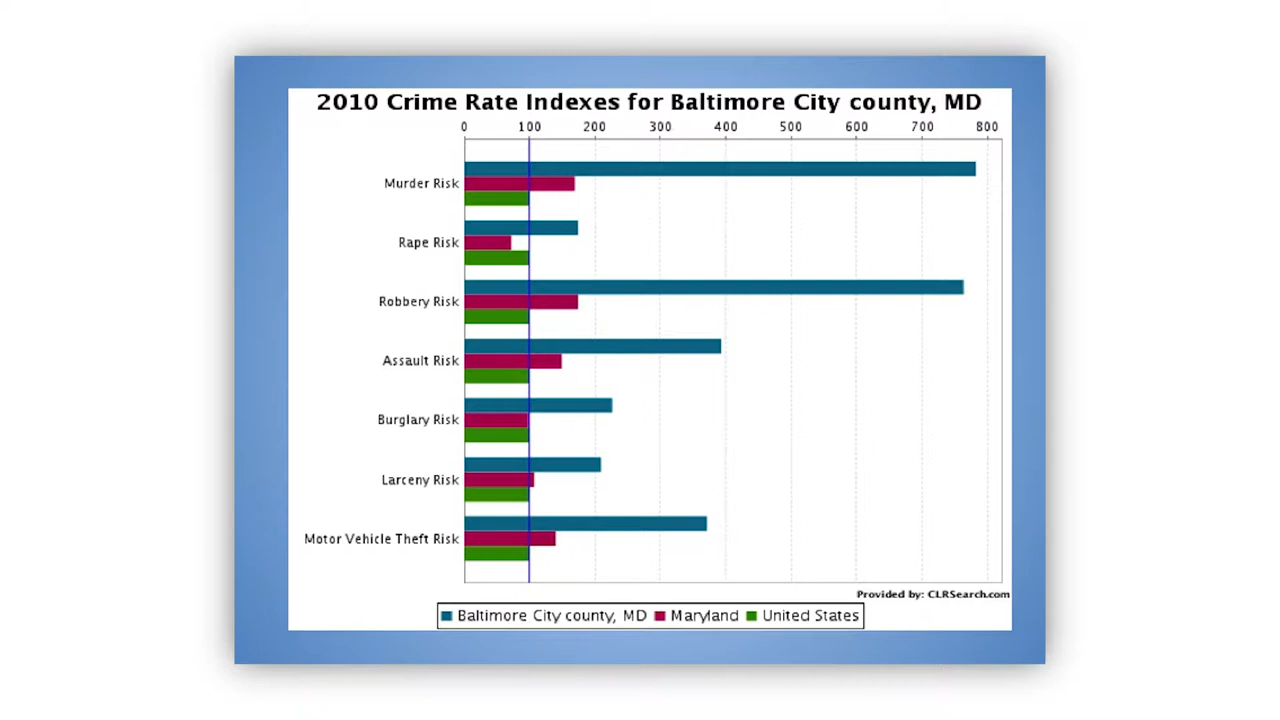 2010 Crime Rate Indexes for Baltimore City county, MD
0 100 200 300 400 500 600 700 800
Murder Risk
Rape Risk
Robbery Risk
Assault Risk
Burglary Risk
Larceny Risk
Motor Vehicle Theft Risk
Provided by: CLRSearch.com
Baltimore City county, MD Maryland United States